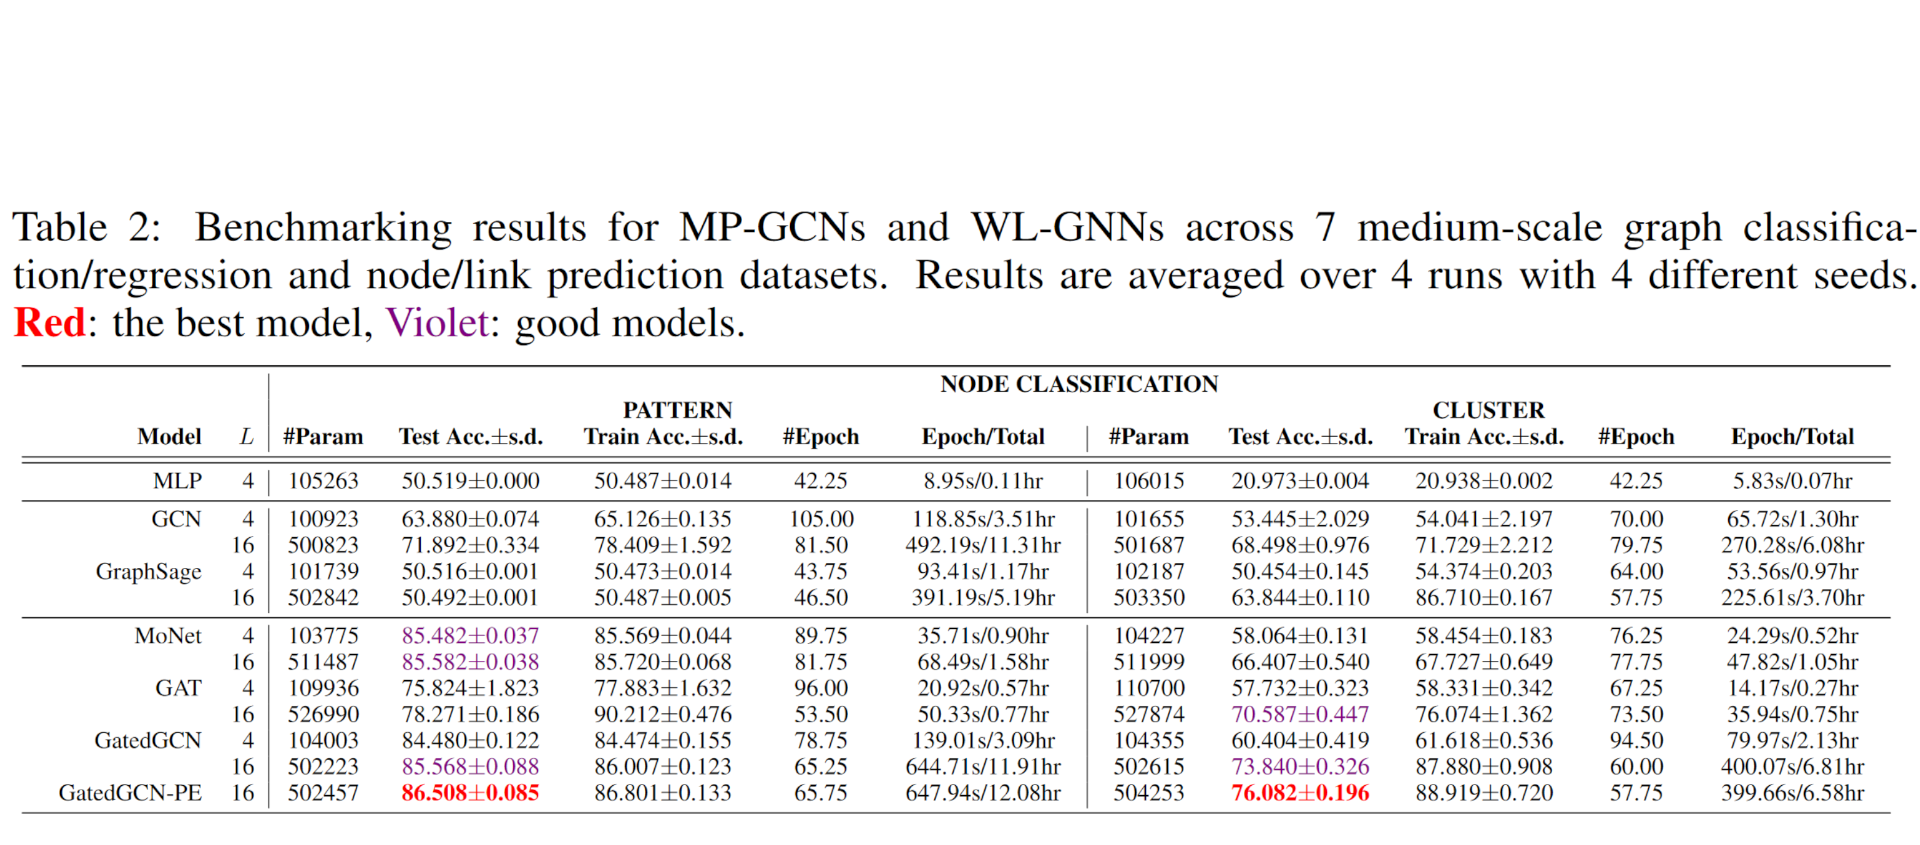 Table 2: Benchmarking results for MP-GCNs and WL-GNNs across 7 medium-scale graph classifica-
tion/regression and node/link prediction datasets. Results are averaged over 4 runs with 4 different seeds.
Red: the best model, Violet: good models.
NODE CLASSIFICATION
PATTERN CLUSTER
Model L #Param Test Acc.±s.d. Train Acc.±s.d. #Epoch Epoch/Total #Param Test Acc.±s.d. Train Acc.±s.d. #Epoch Epoch/Total
MLP 4 105263 50.519±0.000 50.487±0.014 42.25 8.95s/0.11hr 106015 20.973±0.004 20.938±0.002 42.25 5.83s/0.07hr
GCN 4 100923 63.880±0.074 65.126±0.135 105.00 118.85s/3.51hr 101655 53.445±2.029 54.041±2.197 70.00 65.72s/1.30hr
16 500823 71.892±0.334 78.409±1.592 81.50 492.19s/11.31hr 501687 68.498±0.976 71.729±2.212 79.75 270.28s/6.08hr
GraphSage 4 101739 50.516±0.001 50.473±0.014 43.75 93.41s/1.17hr 102187 50.454±0.145 54.374±0.203 64.00 53.56s/0.97hr
16 502842 50.492±0.001 50.487±0.005 46.50 391.19s/5.19hr 503350 63.844±0.110 86.710±0.167 57.75 225.61s/3.70hr
MoNet 4 103775 85.482±0.037 85.569±0.044 89.75 35.71s/0.90hr 104227 58.064±0.131 58.454±0.183 76.25 24.29s/0.52hr
16 511487 85.582±0.038 85.720±0.068 81.75 68.49s/1.58hr 511999 66.407±0.540 67.727±0.649 77.75 47.82s/1.05hr
GAT 4 109936 75.824±1.823 77.883±1.632 96.00 20.92s/0.57hr 110700 57.732±0.323 58.331±0.342 67.25 14.17s/0.27hr
16 526990 78.271±0.186 90.212±0.476 53.50 50.33s/0.77hr 527874 70.587±0.447 76.074±1.362 73.50 35.94s/0.75hr
GatedGCN 4 104003 84.480±0.122 84.474±0.155 78.75 139.01s/3.09hr 104355 60.404±0.419 61.618±0.536 94.50 79.97s/2.13hr
16 502223 85.568±0.088 86.007±0.123 65.25 644.71s/11.91hr 502615 73.840±0.326 87.880±0.908 60.00 400.07s/6.81hr
GatedGCN-PE 16 502457 86.508±0.085 86.801±0.133 65.75 647.94s/12.08hr 504253 76.082±0.196 88.919±0.720 57.75 399.66s/6.58hr